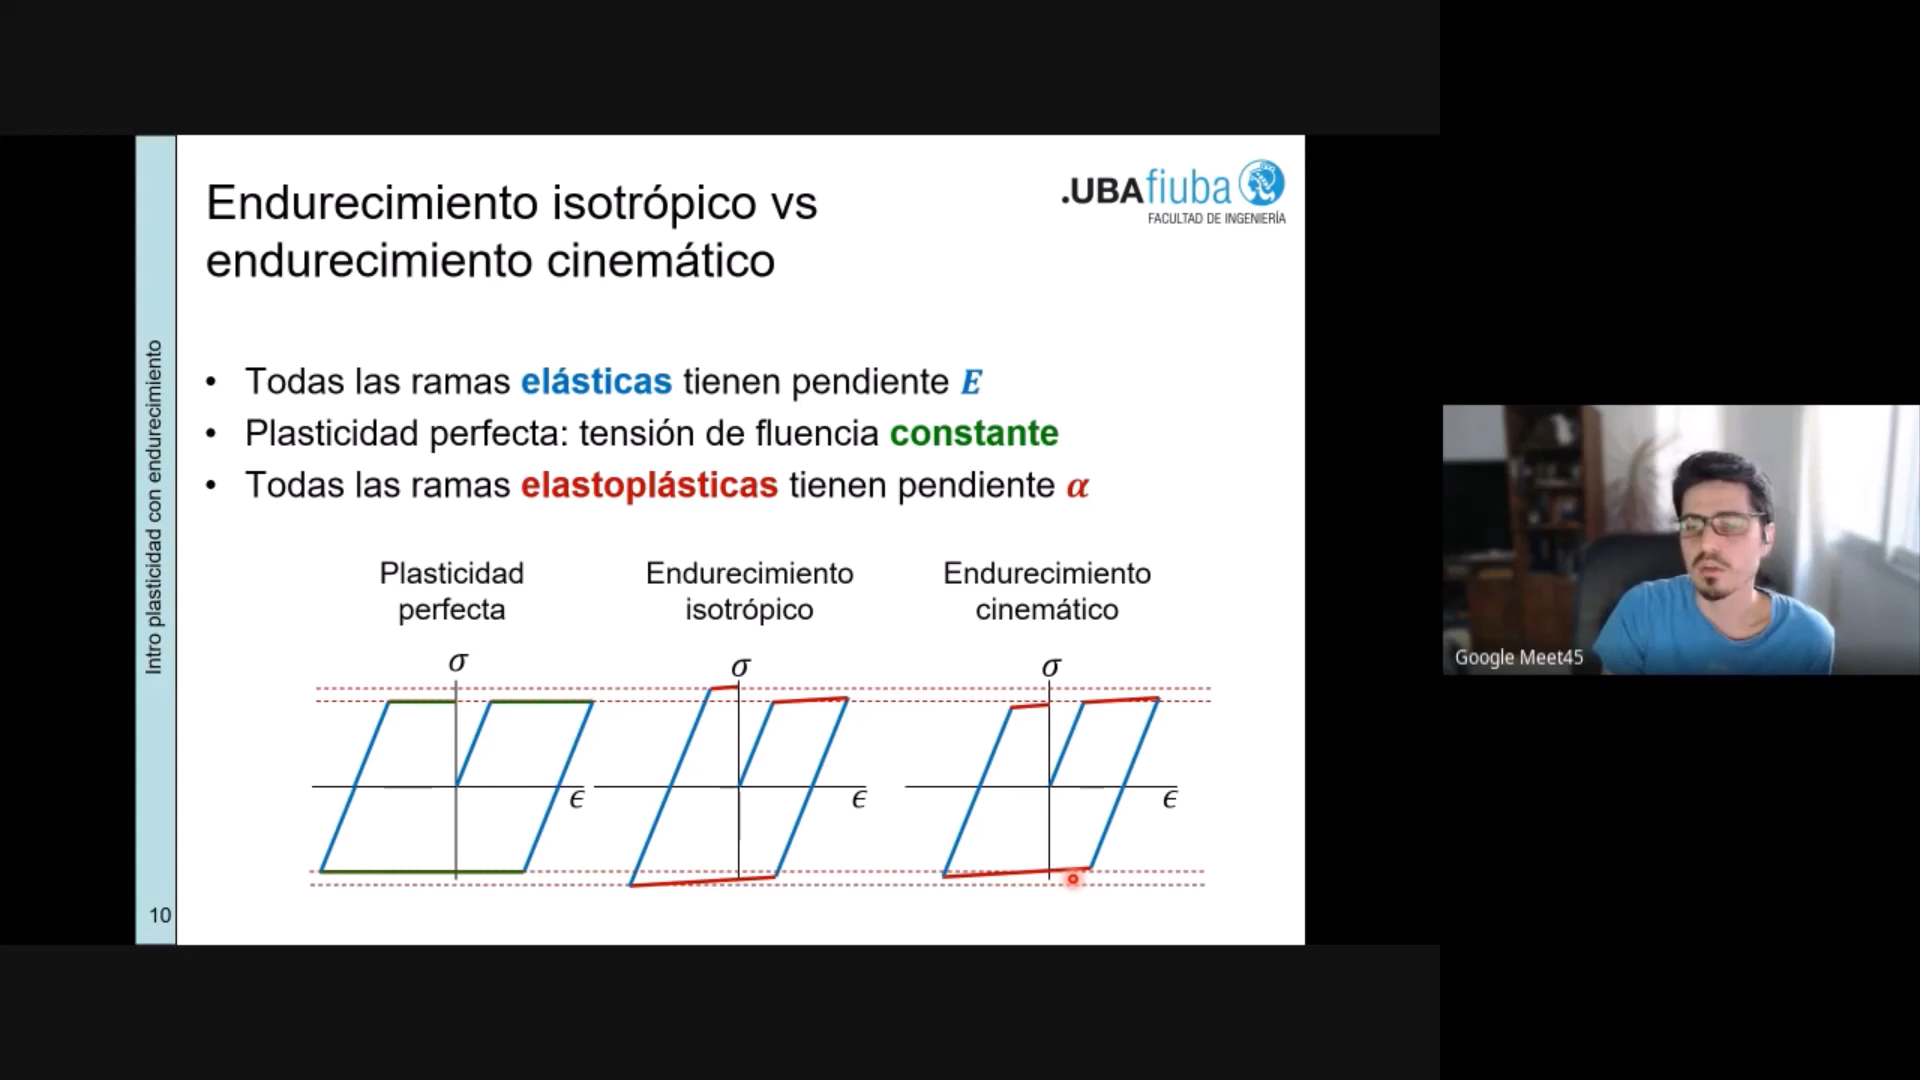 Endurecimiento isotrópico vs
endurecimiento cinemático
.UBAfiuba
FACULTAD DE INGENIERÍA
Intro plasticidad con endurecimiento
• Todas las ramas elásticas tienen pendiente E
• Plasticidad perfecta: tensión de fluencia constante
• Todas las ramas elastoplásticas tienen pendiente α
Plasticidad
perfecta
Endurecimiento
isotrópico
Endurecimiento
cinemático
σ
σ
σ
ϵ
ϵ
ϵ
10
Google Meet45